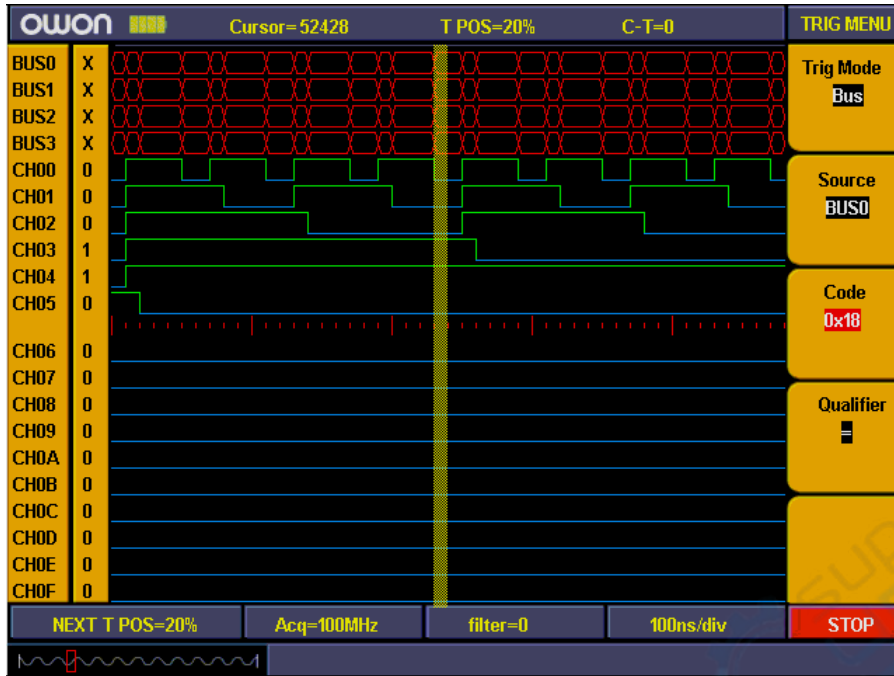 OWON Cursor=52428 T POS=20% C-T=0 TRIG MENU
BUS0 X
BUS1 X
BUS2 X
BUS3 X
CH00 0
CH01 0
CH02 0
CH03 1
CH04 1
CH05 0
CH06 0
CH07 0
CH08 0
CH09 0
CH0A 0
CH0B 0
CH0C 0
CH0D 0
CH0E 0
CH0F 0
Trig Mode
Bus
Source
BUS0
Code
0x18
Qualifier
=
NEXT T POS=20% Acq=100MHz filter=0 100ns/div STOP